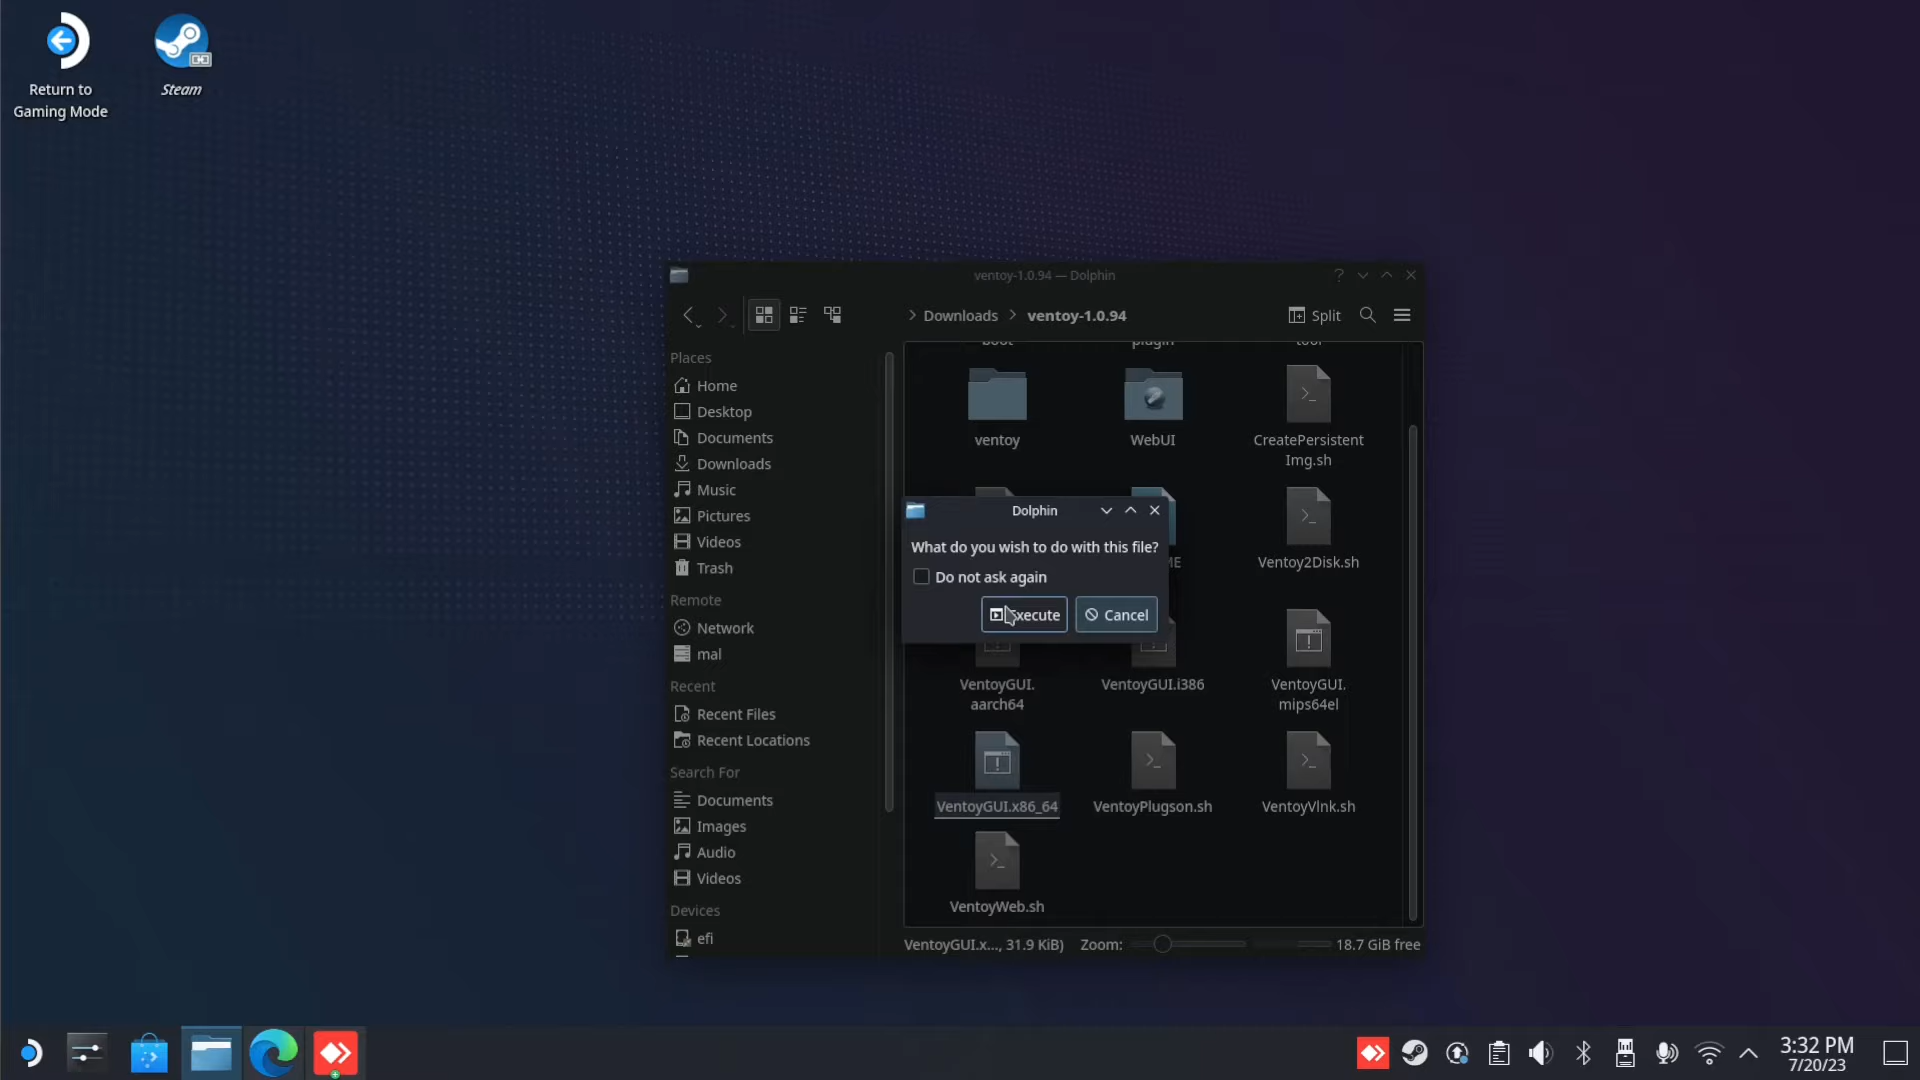 Return to
Gaming Mode
Steam
ventoy-1.0.94 — Dolphin
Downloads
ventoy-1.0.94
Split
Places
Home
Desktop
Documents
Downloads
Music
Pictures
Videos
Trash
Remote
Network
mal
Recent
Recent Files
Recent Locations
Search For
Documents
Images
Audio
Videos
Devices
efi
boot
plugin
tool
ventoy
WebUI
CreatePersistent
Img.sh
Ventoy2Disk.sh
Dolphin
What do you wish to do with this file?
Do not ask again
Execute
Cancel
VentoyGUI.
aarch64
VentoyGUI.i386
VentoyGUI.
mips64el
VentoyGUI.x86_64
VentoyPlugson.sh
VentoyVlnk.sh
VentoyWeb.sh
VentoyGUI.x..., 31.9 KiB)
Zoom:
18.7 GiB free
3:32 PM
7/20/23